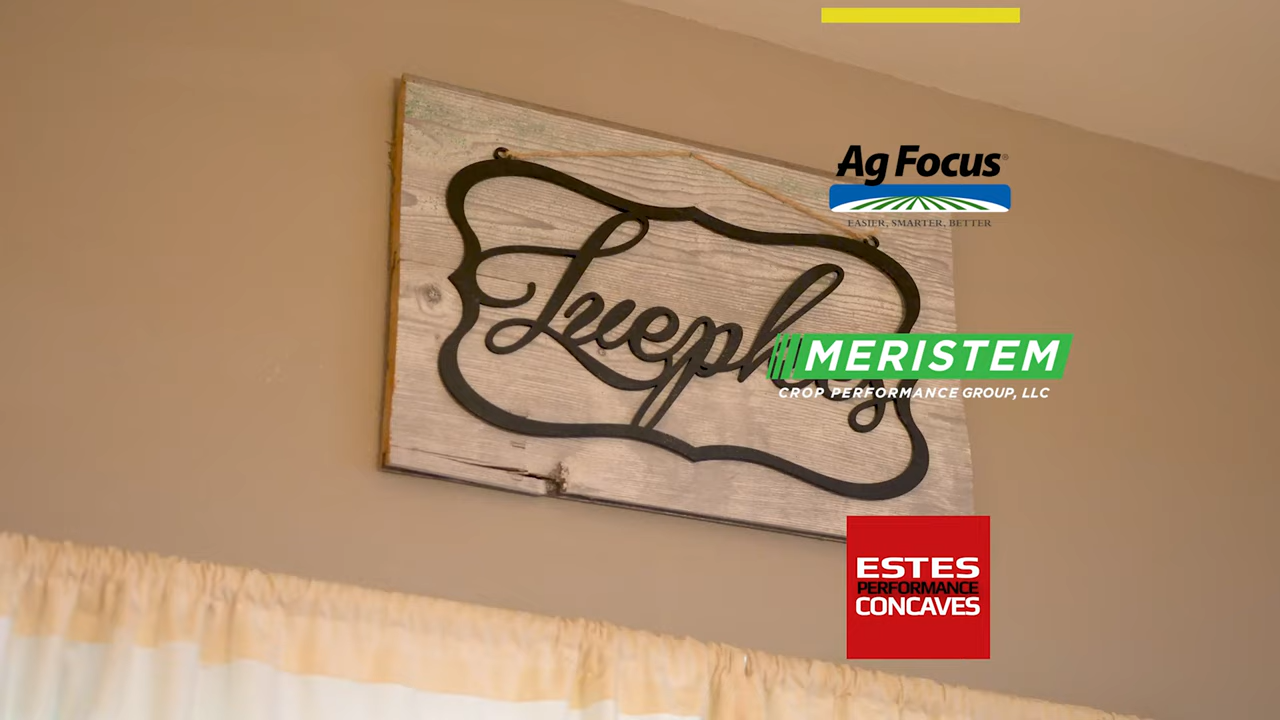 Ag Focus®
EASIER, SMARTER, BETTER
MERISTEM
CROP PERFORMANCE GROUP, LLC
ESTES
PERFORMANCE
CONCAVES